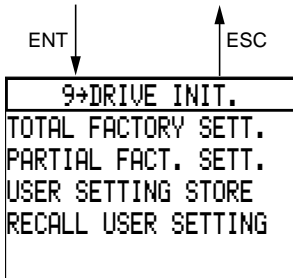 ENT ESC
9→DRIVE INIT.
TOTAL FACTORY SETT.
PARTIAL FACT. SETT.
USER SETTING STORE
RECALL USER SETTING